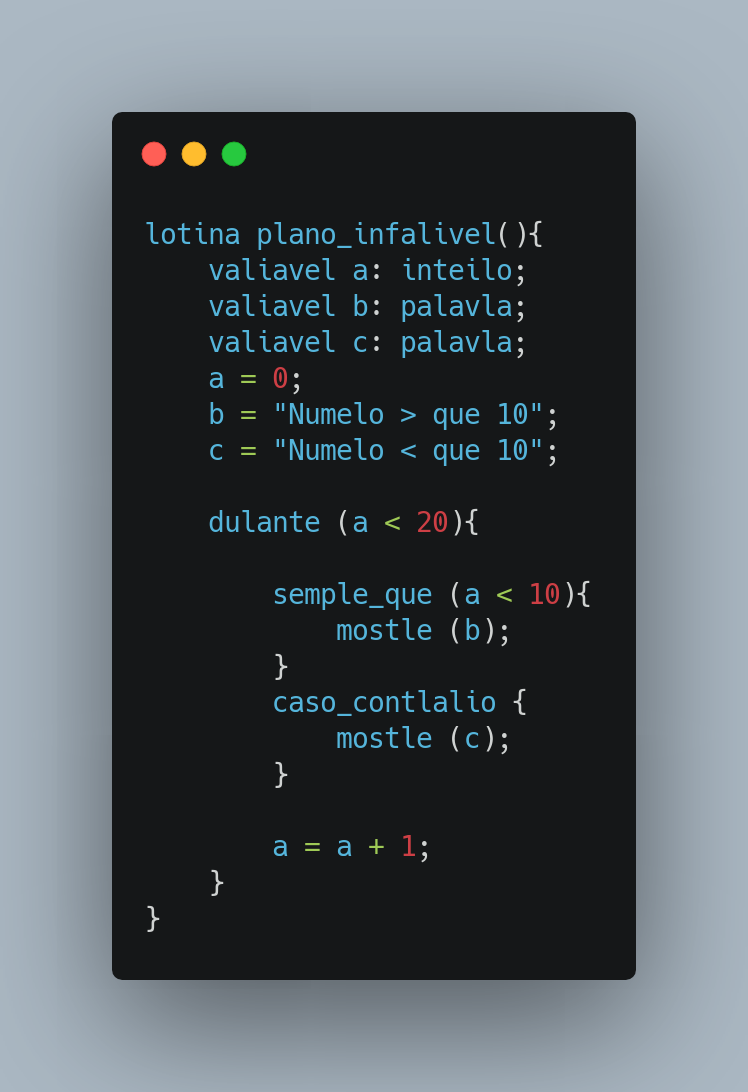 lotina plano_infalivel(){
valiavel a: inteilo;
valiavel b: palavla;
valiavel c: palavla;
a = 0;
b = "Numelo > que 10";
c = "Numelo < que 10";
dulante (a < 20){
semple_que (a < 10){
mostle (b);
}
caso_contlalio {
mostle (c);
}
a = a + 1;
}
}